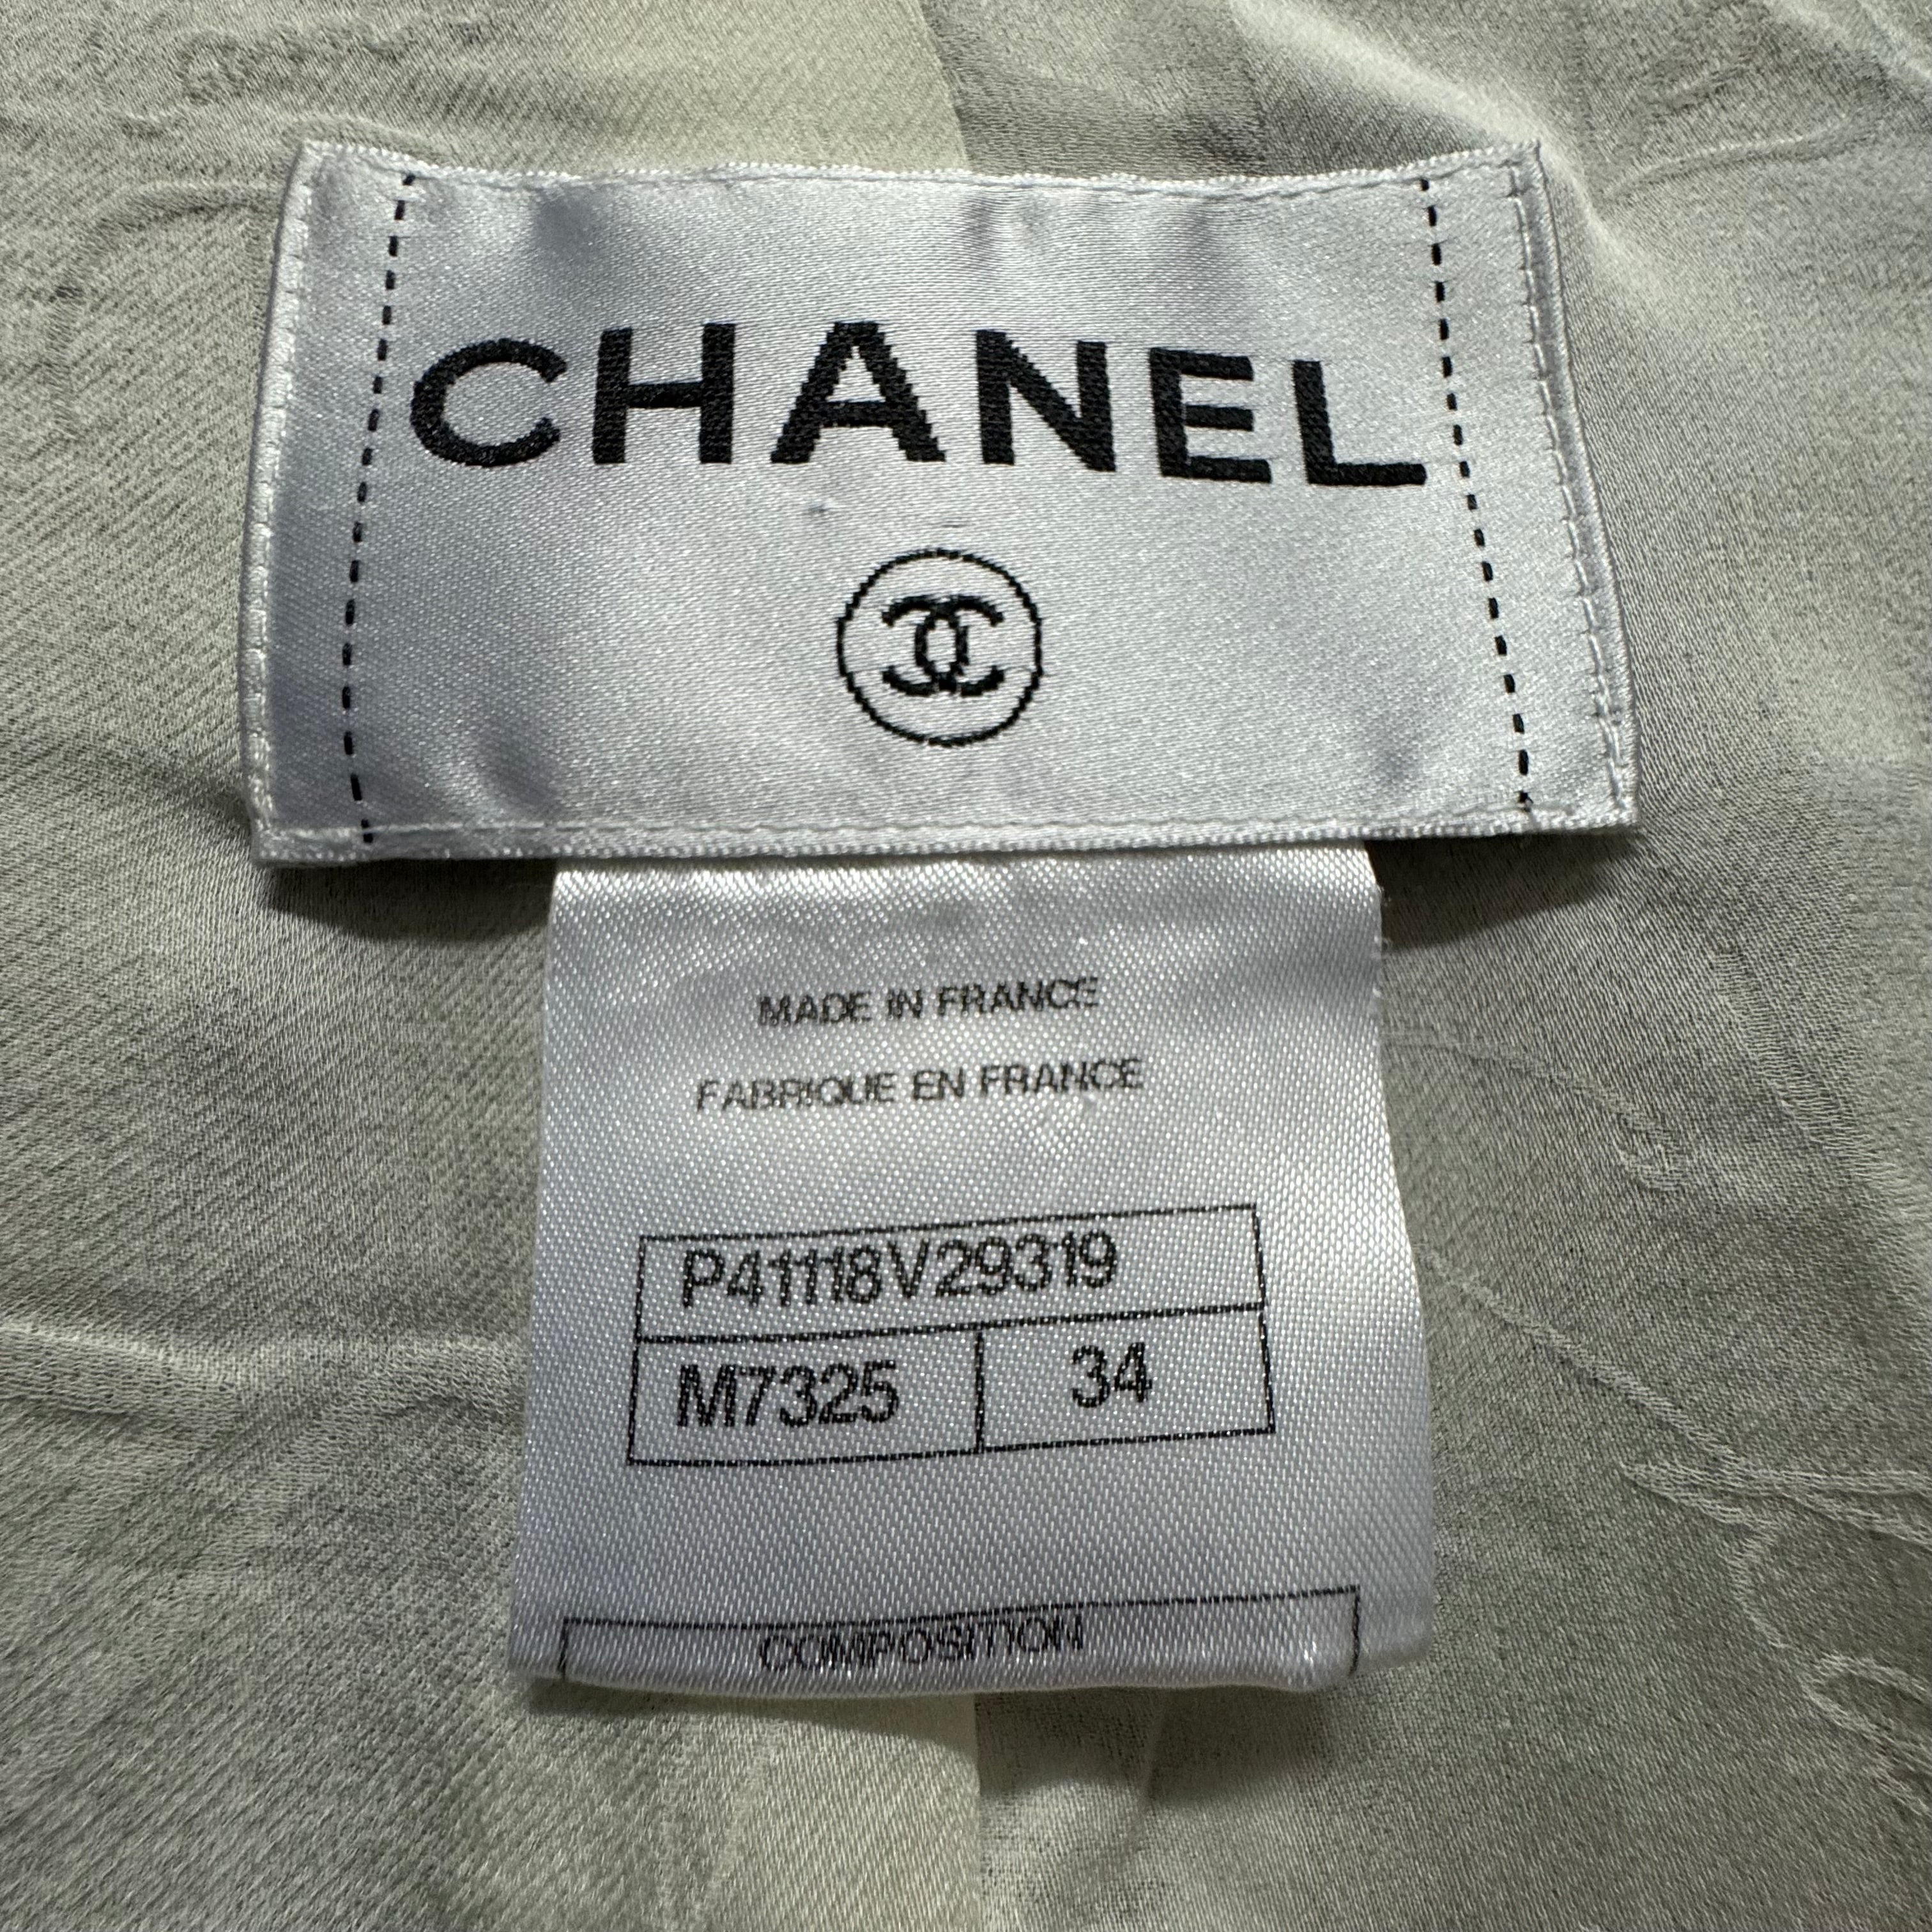 CHANEL
MADE IN FRANCE
FABRIQUE EN FRANCE
P41118V29319
M7325 34
COMPOSITION